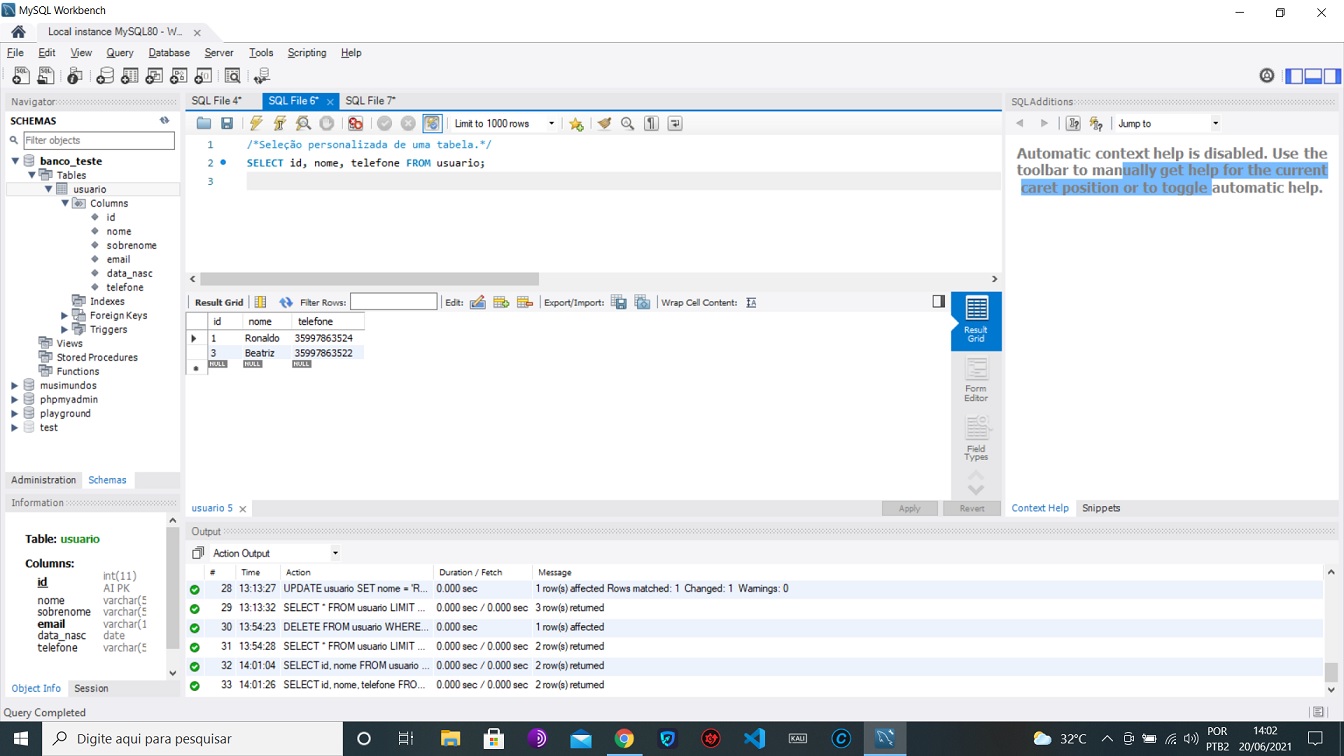 MySQL Workbench
Local instance MySQL80 - W...
File Edit View Query Database Server Tools Scripting Help
Navigator
SCHEMAS
Filter objects
banco_teste
Tables
usuario
Columns
id
nome
sobrenome
email
data_nasc
telefone
Indexes
Foreign Keys
Triggers
Views
Stored Procedures
Functions
musimundos
phpmyadmin
playground
test
Administration Schemas
Information
Table: usuario
Columns:
id int(11)
AI PK
nome varchar(5
sobrenome varchar(5
email varchar(1
data_nasc date
telefone varchar(5
Object Info Session
SQL File 4* SQL File 6* SQL File 7*
Limit to 1000 rows
1 /*Seleção personalizada de uma tabela.*/
2 SELECT id, nome, telefone FROM usuario;
3
Result Grid Filter Rows: Edit: Export/Import: Wrap Cell Content:
id nome telefone
1 Ronaldo 35997863524
3 Beatriz 35997863522
NULL NULL NULL
Result
Grid
Form
Editor
Field
Types
usuario 5 Apply Revert
SQLAdditions
Jump to
Automatic context help is disabled. Use the
toolbar to manually get help for the current
caret position or to toggle automatic help.
Context Help Snippets
Output
Action Output
# Time Action Duration / Fetch Message
28 13:13:27 UPDATE usuario SET nome = 'R... 0.000 sec 1 row(s) affected Rows matched: 1 Changed: 1 Warnings: 0
29 13:13:32 SELECT * FROM usuario LIMIT ... 0.000 sec / 0.000 sec 3 row(s) returned
30 13:54:23 DELETE FROM usuario WHERE... 0.000 sec 1 row(s) affected
31 13:54:28 SELECT * FROM usuario LIMIT ... 0.000 sec / 0.000 sec 2 row(s) returned
32 14:01:04 SELECT id, nome FROM usuario ... 0.000 sec / 0.000 sec 2 row(s) returned
33 14:01:26 SELECT id, nome, telefone FRO... 0.000 sec / 0.000 sec 2 row(s) returned
Query Completed
Digite aqui para pesquisar
KALI
32°C
POR
PTB2
14:02
20/06/2021